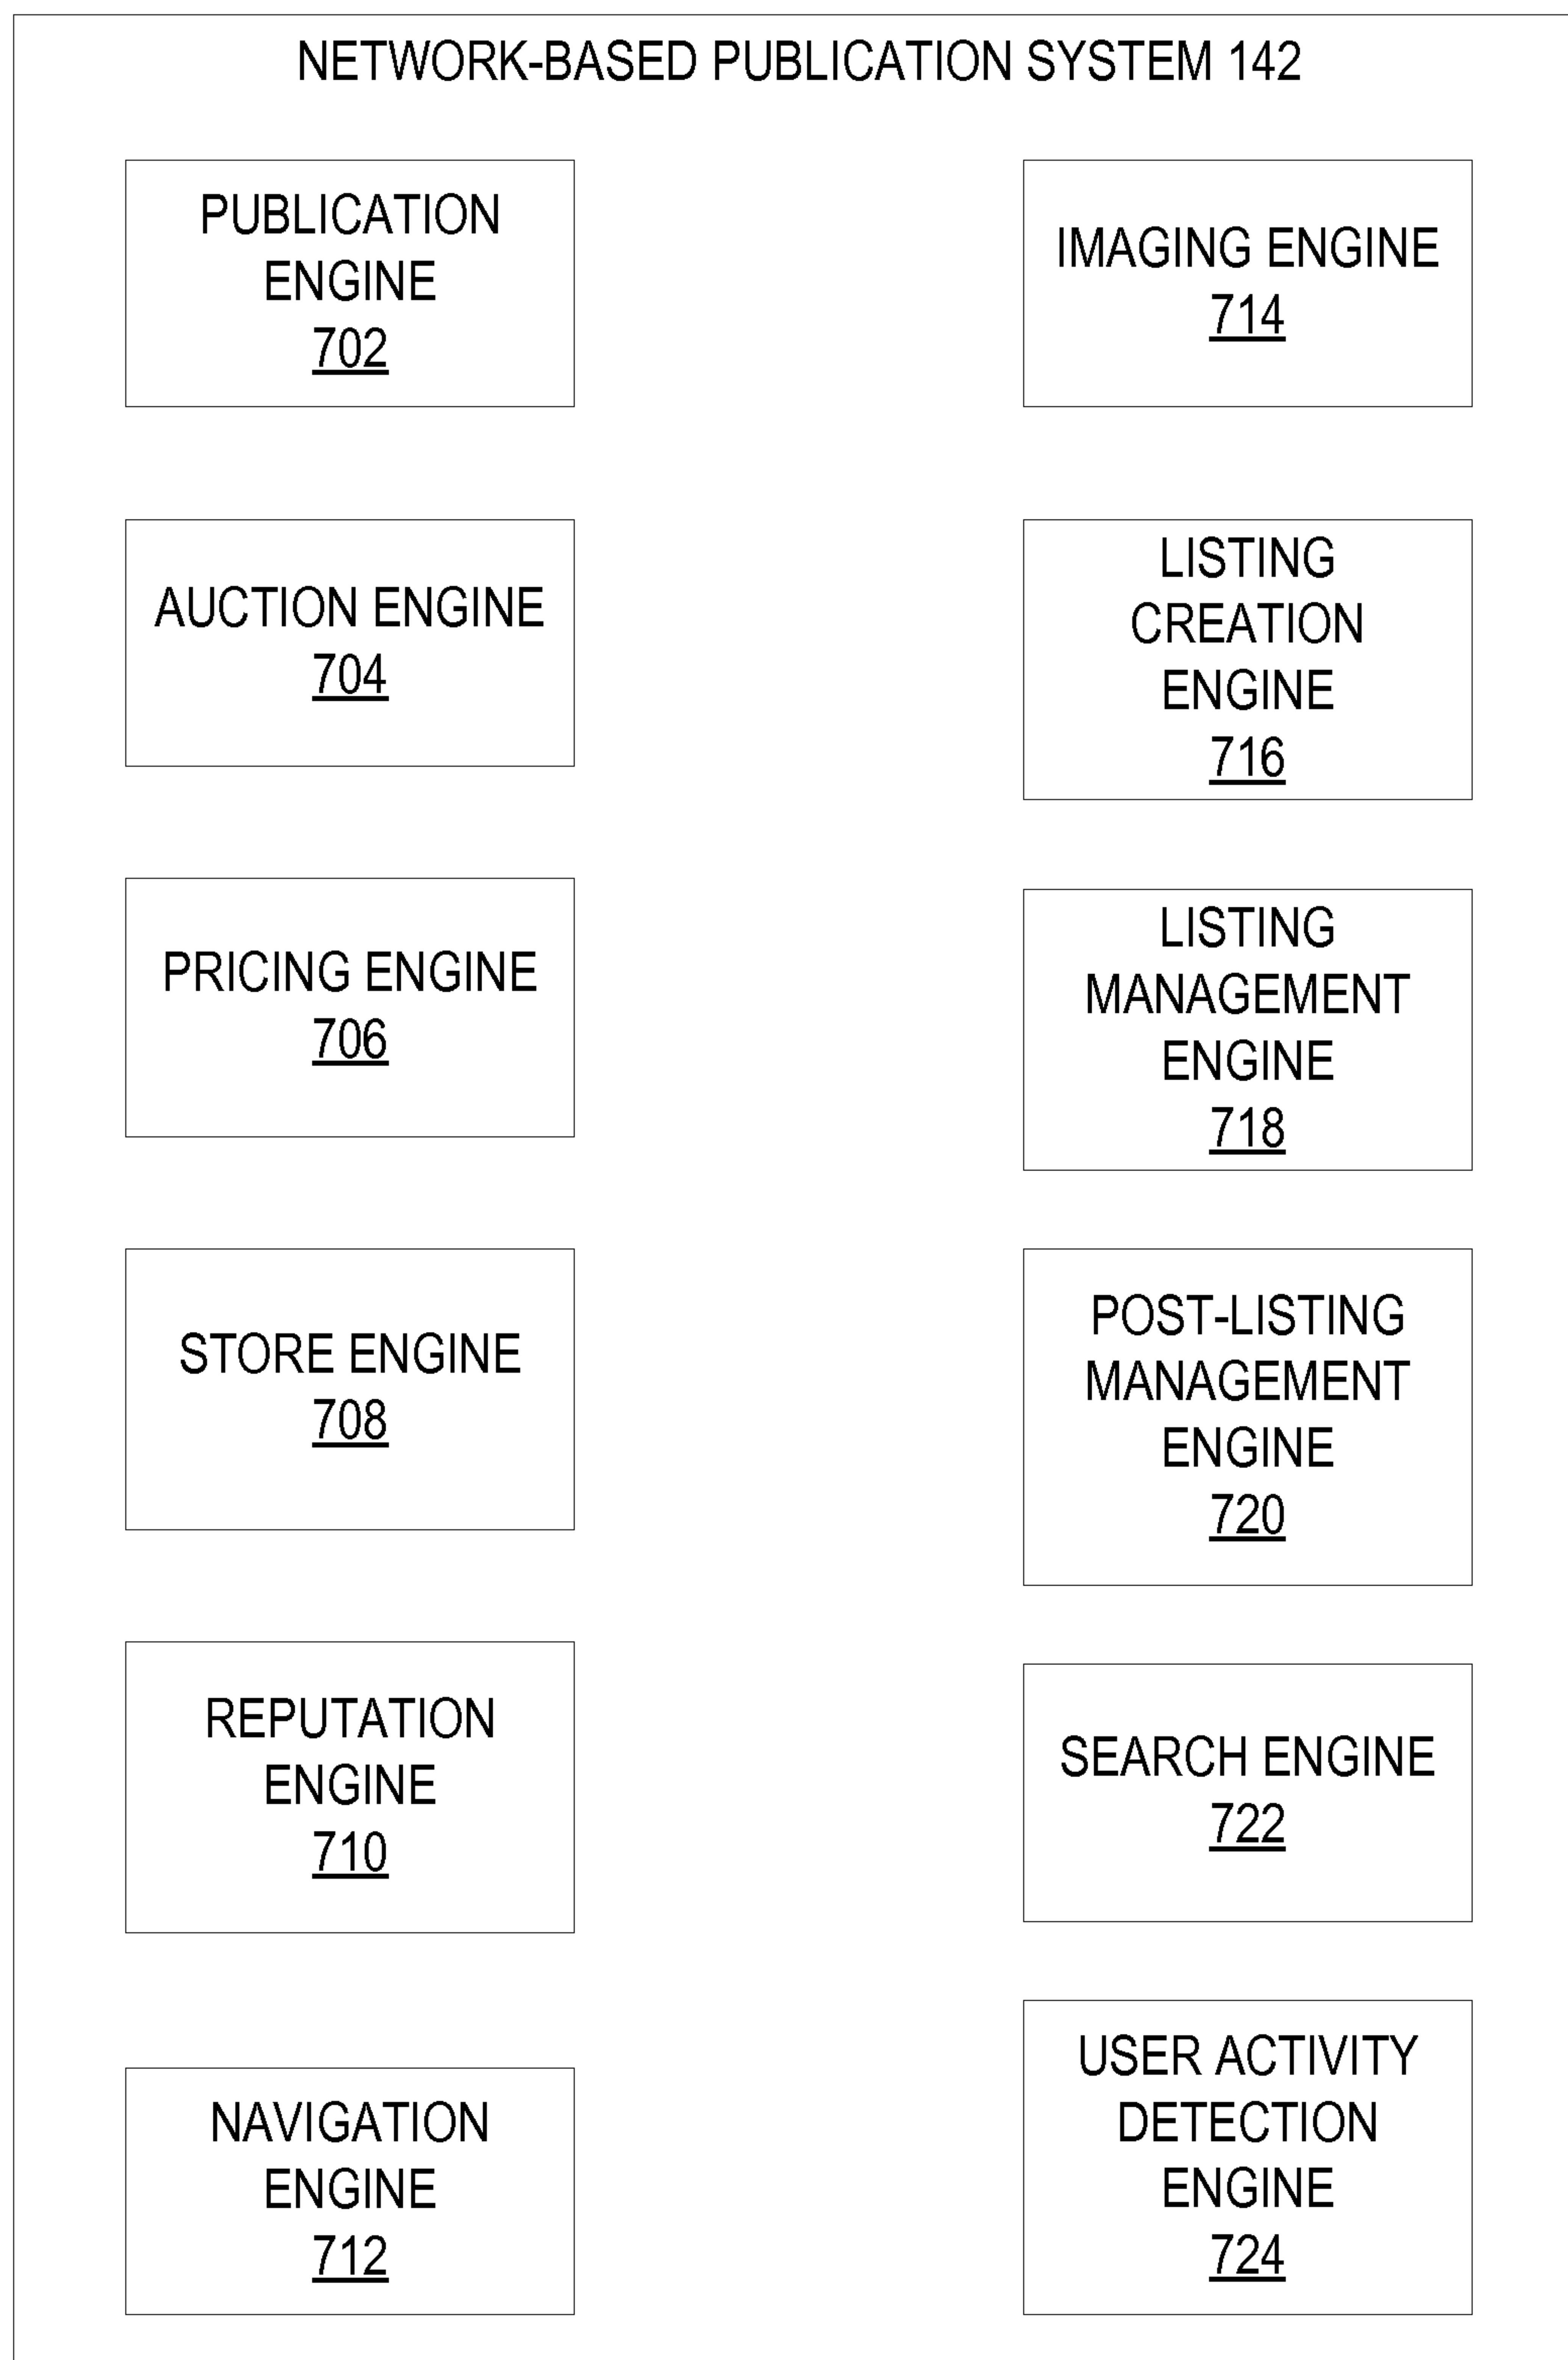 NETWORK-BASED PUBLICATION SYSTEM 142
PUBLICATION
ENGINE
702
AUCTION ENGINE
704
PRICING ENGINE
706
STORE ENGINE
708
REPUTATION
ENGINE
710
NAVIGATION
ENGINE
712
IMAGING ENGINE
714
LISTING
CREATION
ENGINE
716
LISTING
MANAGEMENT
ENGINE
718
POST-LISTING
MANAGEMENT
ENGINE
720
SEARCH ENGINE
722
USER ACTIVITY
DETECTION
ENGINE
724